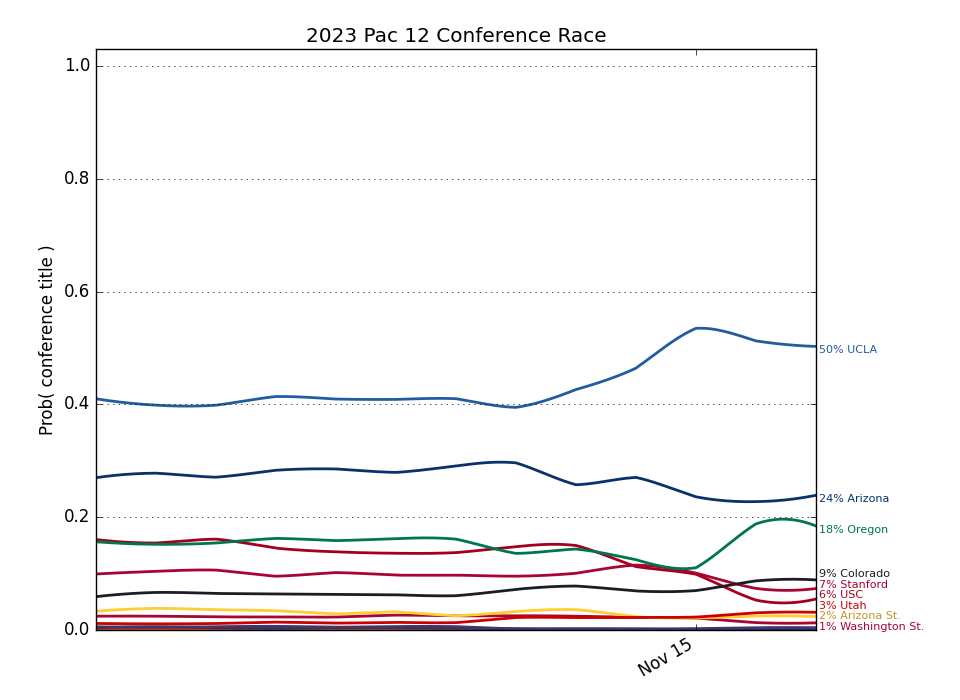 2023 Pac 12 Conference Race
Prob( conference title )
1.0
0.8
0.6
0.4
0.2
0.0
50% UCLA
24% Arizona
18% Oregon
9% Colorado
7% Stanford
6% USC
3% Utah
2% Arizona St.
1% Washington St.
Nov 15